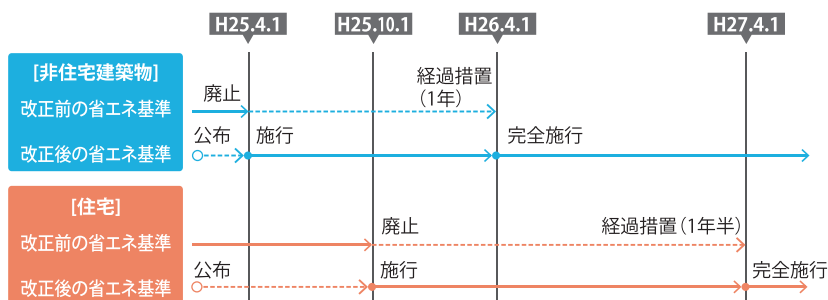 H25.4.1 H25.10.1 H26.4.1 H27.4.1
[非住宅建築物]
改正前の省エネ基準 廃止 経過措置
(1年)
改正後の省エネ基準 公布 施行 完全施行
[住宅]
改正前の省エネ基準 廃止 経過措置(1年半)
改正後の省エネ基準 公布 施行 完全施行